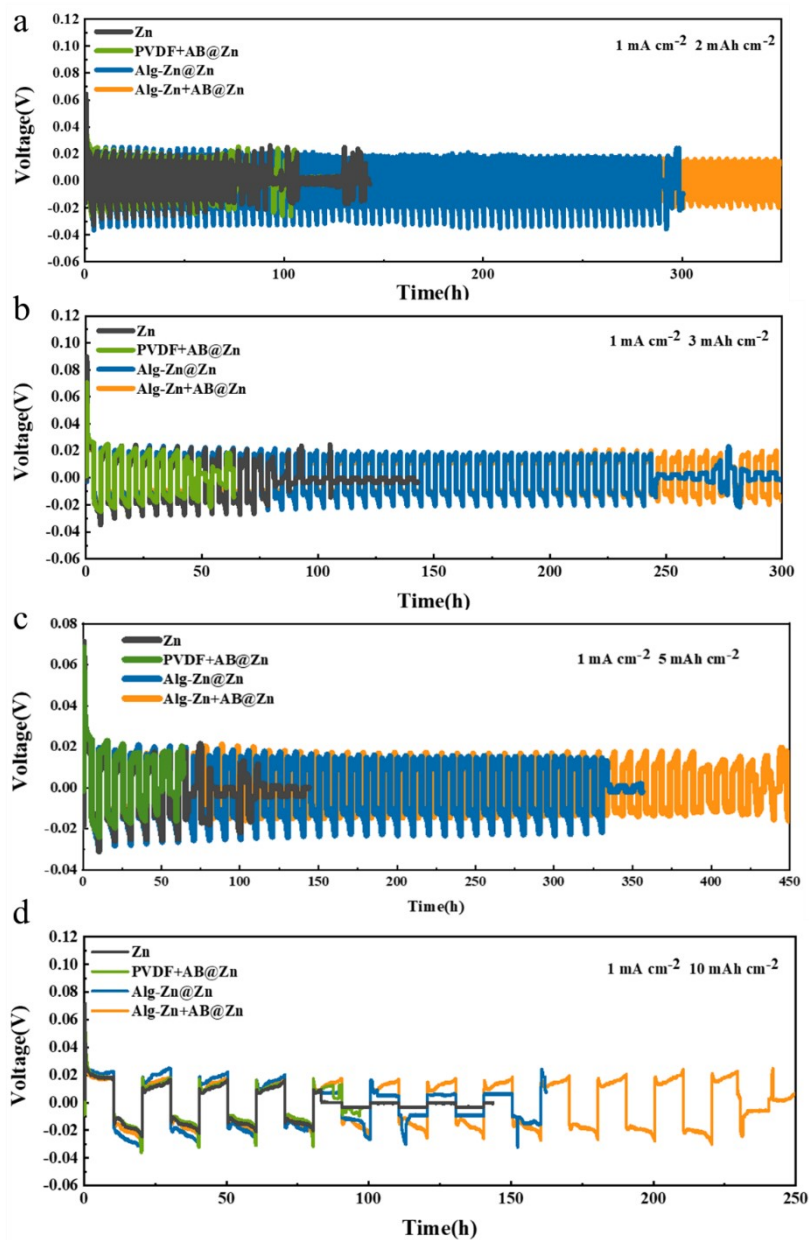 a
0.12
0.10
0.08
0.06
0.04
0.02
0.00
-0.02
-0.04
-0.06
Voltage(V)
Zn
PVDF+AB@Zn
Alg-Zn@Zn
Alg-Zn+AB@Zn
1 mA cm-2 2 mAh cm-2
0 100 200 300
Time(h)
b
0.12
0.10
0.08
0.06
0.04
0.02
0.00
-0.02
-0.04
-0.06
Voltage(V)
Zn
PVDF+AB@Zn
Alg-Zn@Zn
Alg-Zn+AB@Zn
1 mA cm-2 3 mAh cm-2
0 50 100 150 200 250 300
Time(h)
c
0.08
0.06
0.04
0.02
0.00
-0.02
-0.04
Voltage(V)
Zn
PVDF+AB@Zn
Alg-Zn@Zn
Alg-Zn+AB@Zn
1 mA cm-2 5 mAh cm-2
0 50 100 150 200 250 300 350 400 450
Time(h)
d
0.12
0.10
0.08
0.06
0.04
0.02
0.00
-0.02
-0.04
-0.06
Voltage(V)
Zn
PVDF+AB@Zn
Alg-Zn@Zn
Alg-Zn+AB@Zn
1 mA cm-2 10 mAh cm-2
0 50 100 150 200 250
Time(h)